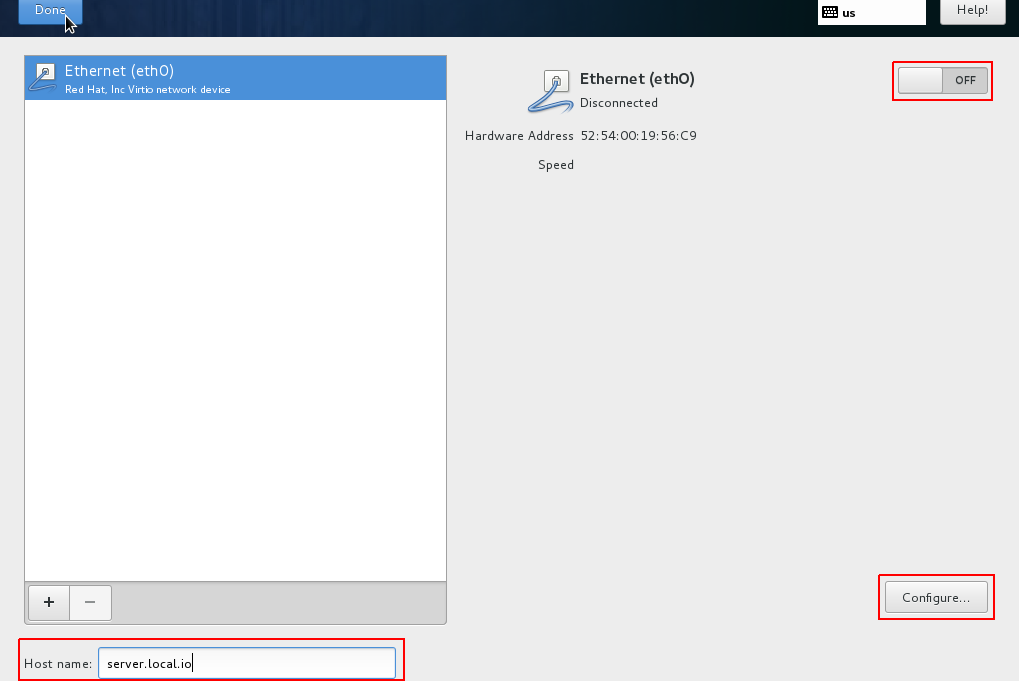 Done
us
Help!
Ethernet (eth0)
Red Hat, Inc Virtio network device
Ethernet (eth0)
Disconnected
OFF
Hardware Address 52:54:00:19:56:C9
Speed
+ −
Configure...
Host name: server.local.io